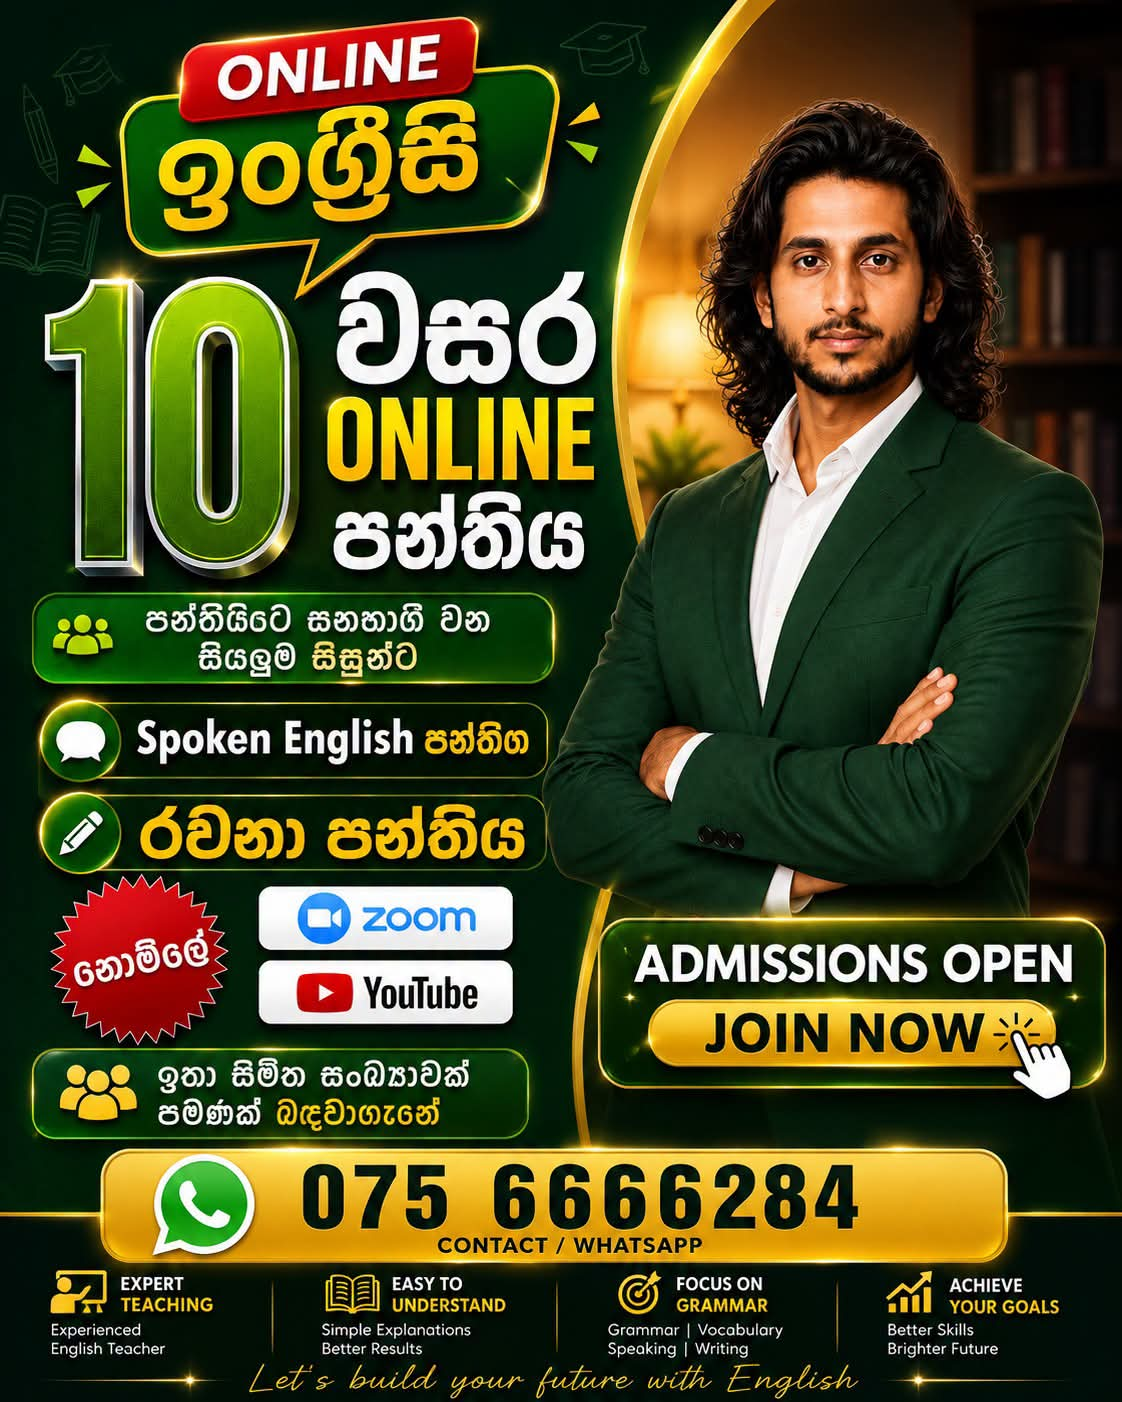 ONLINE
ඉංග්‍රීසි
10 වසර
ONLINE
පන්තිය
පන්තියිටෙ සනභාගී වන
සියලුම සිසුන්ට
Spoken English පන්තිග
රචනා පන්තිය
නොම්ලේ
zoom
YouTube
ADMISSIONS OPEN
JOIN NOW
ඉතා සිමිත සංඛ්‍යාවක්
පමණක් බඳවාගැනේ
075 6666284
CONTACT / WHATSAPP
EXPERT
TEACHING
Experienced
English Teacher
EASY TO
UNDERSTAND
Simple Explanations
Better Results
FOCUS ON
GRAMMAR
Grammar | Vocabulary
Speaking | Writing
ACHIEVE
YOUR GOALS
Better Skills
Brighter Future
Let's build your future with English